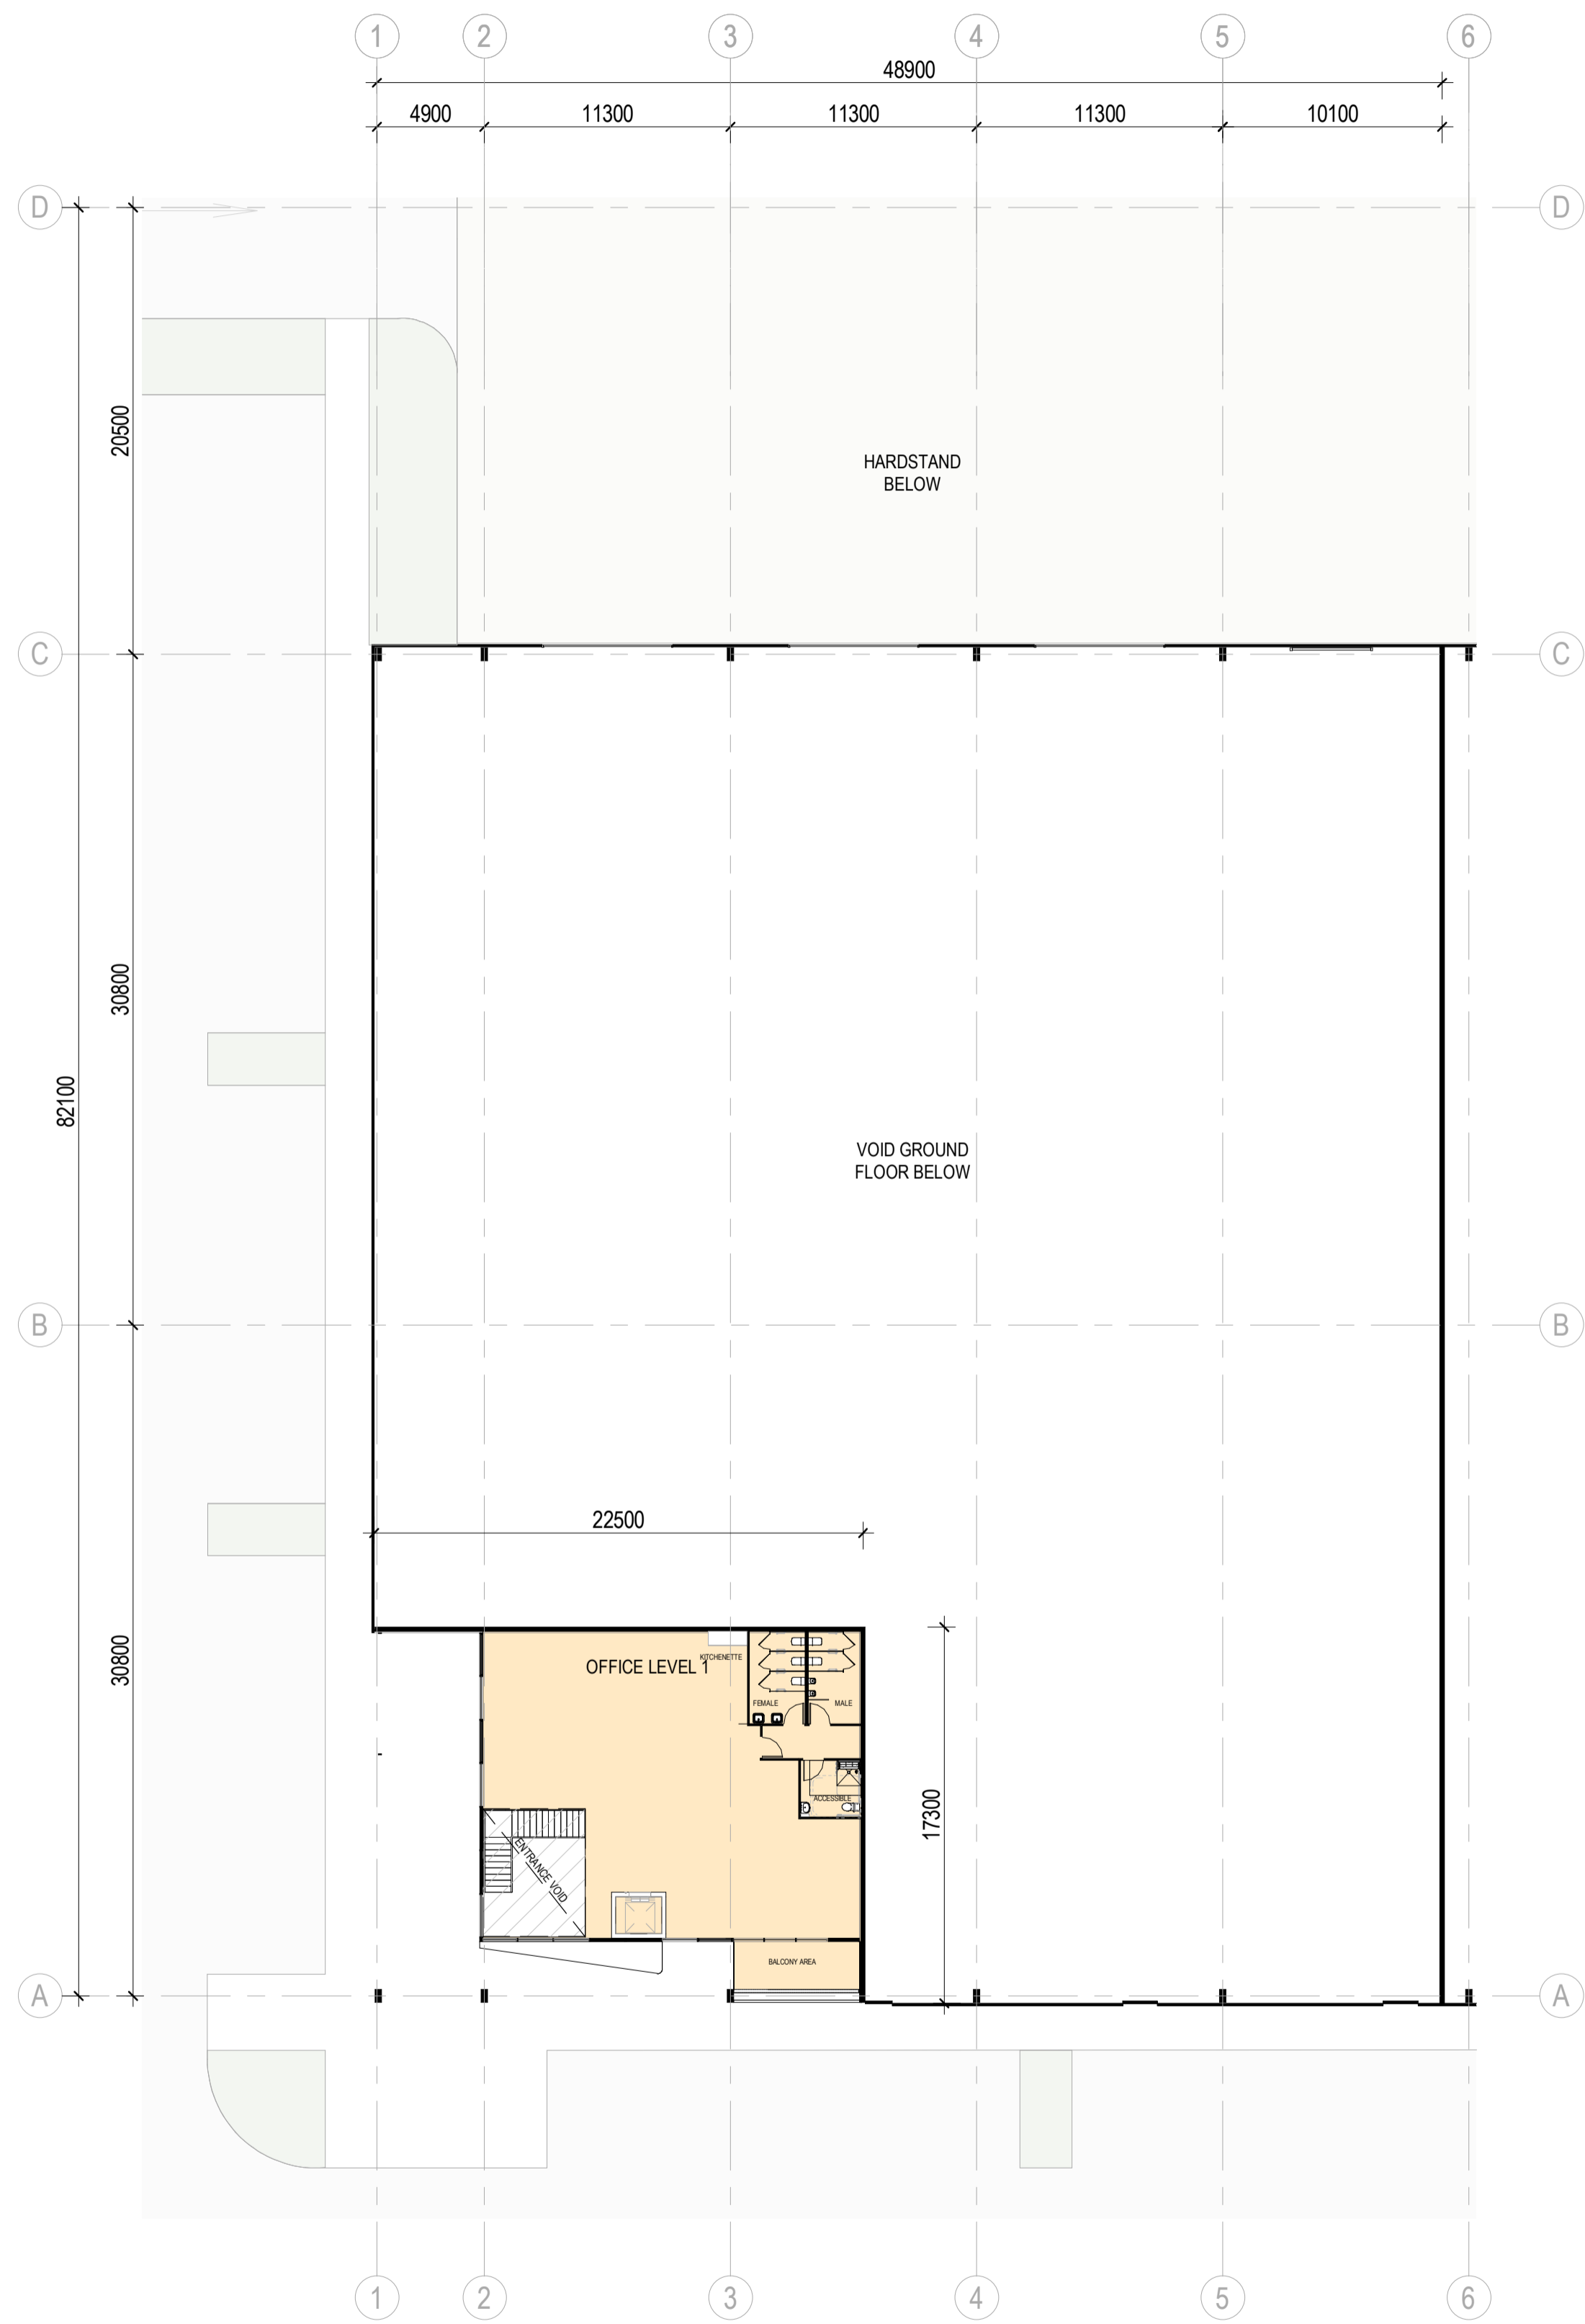 1 2 3 4 5 6
48900
4900 11300 11300 11300 10100
D D
20500
HARDSTAND
BELOW
C C
30800
82100
VOID GROUND
FLOOR BELOW
B B
22500
30800
OFFICE LEVEL 1
KITCHENETTE
FEMALE MALE
ACCESSIBLE
17300
ENTRANCE VOID
BALCONY AREA
A A
1 2 3 4 5 6